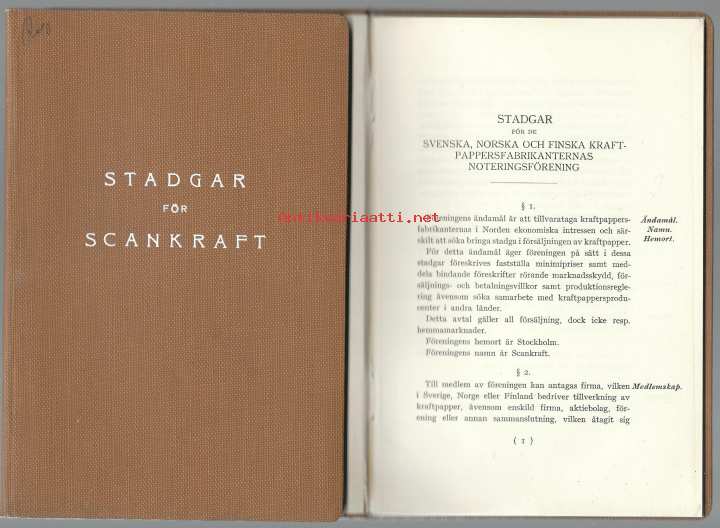 STADGAR
FÖR
SCANKRAFT
STADGAR
FÖR DE
SVENSKA, NORSKA OCH FINSKA KRAFT-
PAPPERSFABRIKANTERNAS
NOTERINGSFÖRENING
§ 1.
Föreningens ändamål är att tillvarataga kraftpappers-
fabrikanternas i Norden ekonomiska intressen och sär-
skilt att söka bringa stadga i försäljningen av kraftpapper.
Ändamål.
Namn.
Hemort.
För detta ändamål äger föreningen på sätt i dessa
stadgar föreskrives fastställa minimipriser samt med-
dela bindande föreskrifter rörande marknadsskydd, för-
säljnings- och betalningsvillkor samt produktionsregle-
ring ävensom söka samarbete med kraftpappersprodu-
center i andra länder.
Detta avtal gäller all försäljning, dock icke resp.
hemmamarknader.
Föreningens hemort är Stockholm.
Föreningens namn är Scankraft.
§ 2.
Till medlem av föreningen kan antagas firma, vilken
Medlemskap.
i Sverige, Norge eller Finland bedriver tillverkning av
kraftpapper, ävensom enskild firma, aktiebolag, för-
ening eller annan sammanslutning, vilken åtagit sig
( 1 )
Antikvariaatti.net